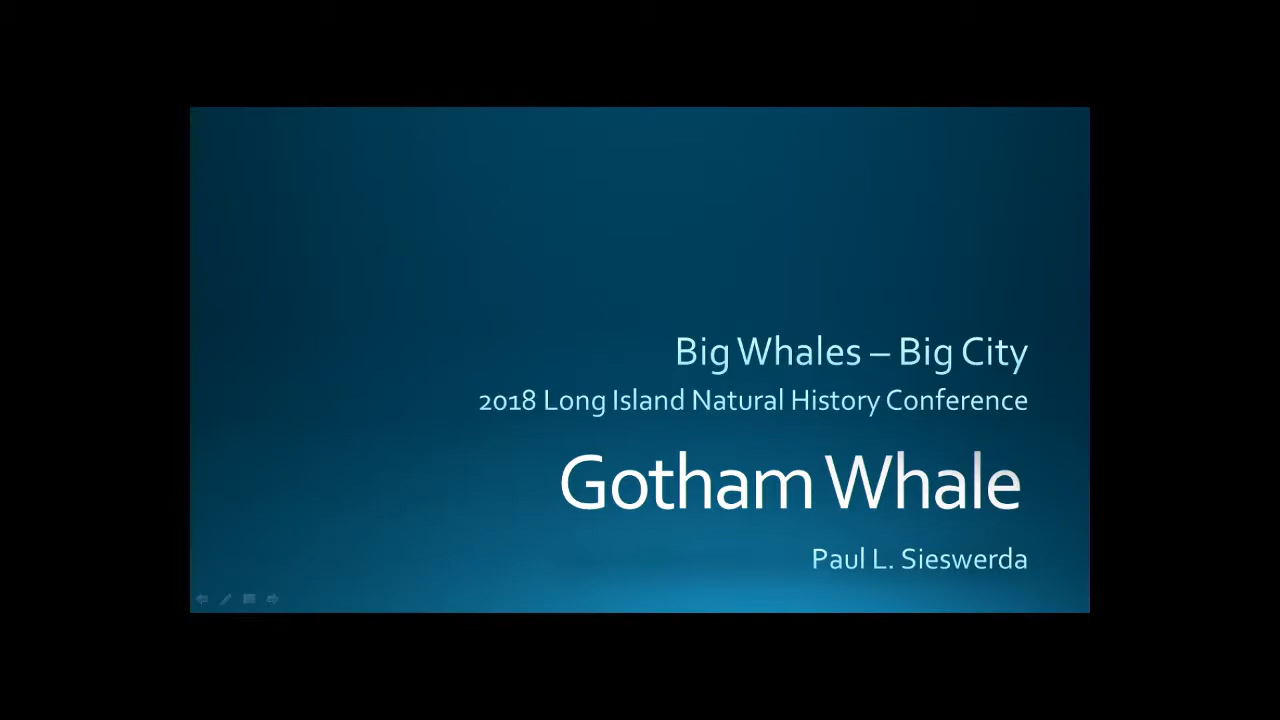 Big Whales – Big City
2018 Long Island Natural History Conference
Gotham Whale
Paul L. Sieswerda